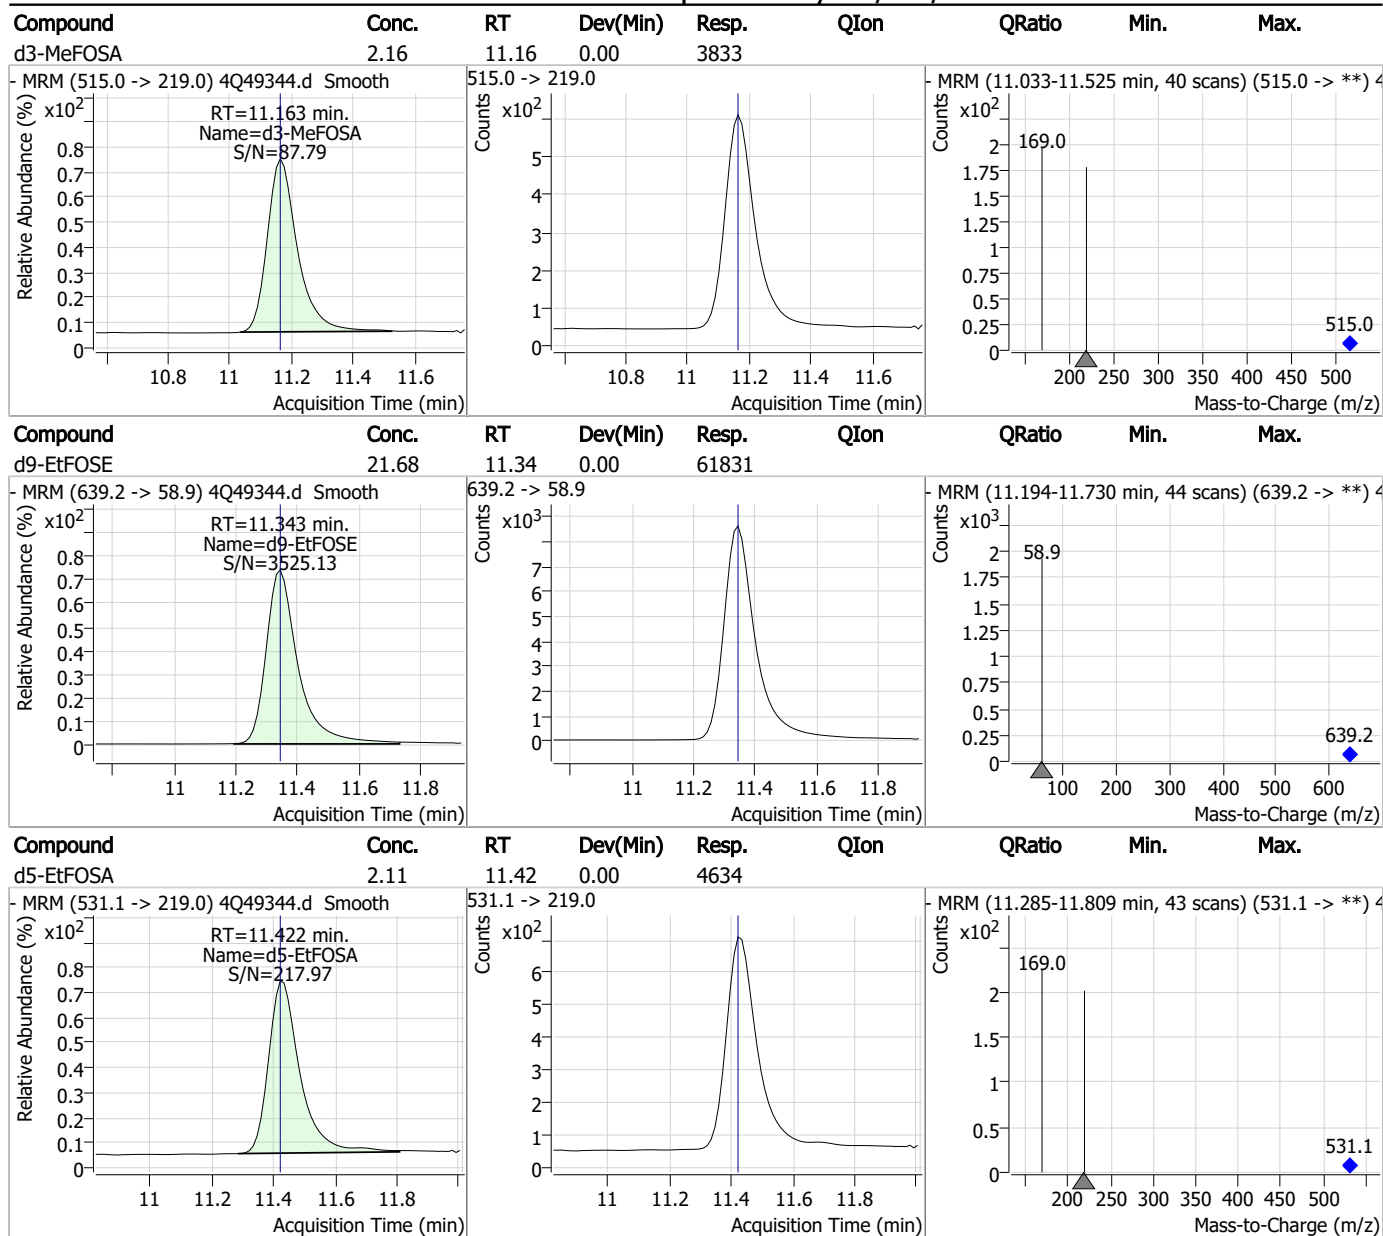 Compound Conc. RT Dev(Min) Resp. QIon QRatio Min. Max.
d3-MeFOSA 2.16 11.16 0.00 3833
- MRM (515.0 -> 219.0) 4Q49344.d Smooth
Relative Abundance (%)
x10²
RT=11.163 min.
Name=d3-MeFOSA
S/N=87.79
0.8
0.7
0.6
0.5
0.4
0.3
0.2
0.1
0
10.8 11 11.2 11.4 11.6
Acquisition Time (min)
515.0 -> 219.0
Counts
x10²
5
4
3
2
1
0
10.8 11 11.2 11.4 11.6
Acquisition Time (min)
- MRM (11.033-11.525 min, 40 scans) (515.0 -> **) 4
Counts
x10²
169.0
2
1.75
1.5
1.25
1
0.75
0.5
0.25
0
515.0
200 250 300 350 400 450 500
Mass-to-Charge (m/z)
Compound Conc. RT Dev(Min) Resp. QIon QRatio Min. Max.
d9-EtFOSE 21.68 11.34 0.00 61831
- MRM (639.2 -> 58.9) 4Q49344.d Smooth
Relative Abundance (%)
x10²
RT=11.343 min.
Name=d9-EtFOSE
S/N=3525.13
0.8
0.7
0.6
0.5
0.4
0.3
0.2
0.1
0
11 11.2 11.4 11.6 11.8
Acquisition Time (min)
639.2 -> 58.9
Counts
x10³
7
6
5
4
3
2
1
0
11 11.2 11.4 11.6 11.8
Acquisition Time (min)
- MRM (11.194-11.730 min, 44 scans) (639.2 -> **) 4
Counts
x10³
58.9
2
1.75
1.5
1.25
1
0.75
0.5
0.25
0
639.2
100 200 300 400 500 600
Mass-to-Charge (m/z)
Compound Conc. RT Dev(Min) Resp. QIon QRatio Min. Max.
d5-EtFOSA 2.11 11.42 0.00 4634
- MRM (531.1 -> 219.0) 4Q49344.d Smooth
Relative Abundance (%)
x10²
RT=11.422 min.
Name=d5-EtFOSA
S/N=217.97
0.8
0.7
0.6
0.5
0.4
0.3
0.2
0.1
0
11 11.2 11.4 11.6 11.8
Acquisition Time (min)
531.1 -> 219.0
Counts
x10²
6
5
4
3
2
1
0
11 11.2 11.4 11.6 11.8
Acquisition Time (min)
- MRM (11.285-11.809 min, 43 scans) (531.1 -> **) 4
Counts
x10²
169.0
2
1.5
1
0.5
0
531.1
200 250 300 350 400 450 500
Mass-to-Charge (m/z)